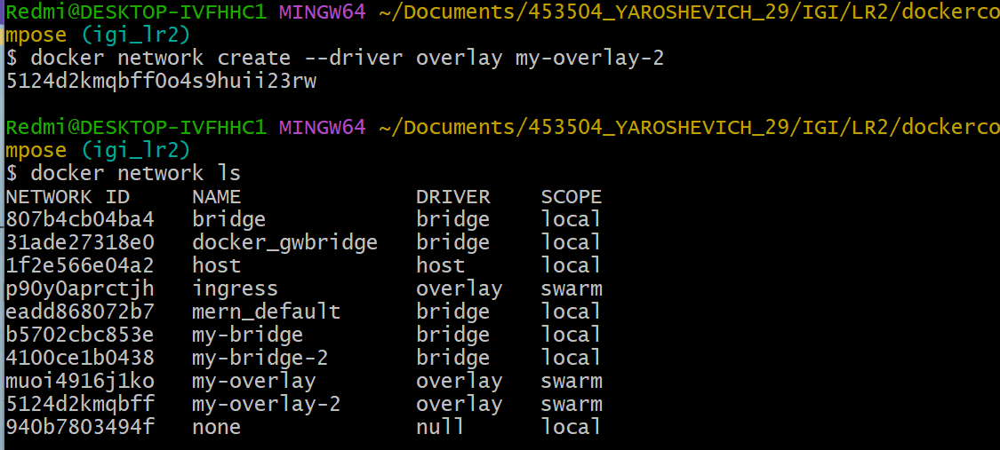 Redmi@DESKTOP-IVFHHC1 MINGW64 ~/Documents/453504_YAROSHEVICH_29/IGI/LR2/dockerco
mpose (igi_lr2)
$ docker network create --driver overlay my-overlay-2
5124d2kmqbff0o4s9huii23rw

Redmi@DESKTOP-IVFHHC1 MINGW64 ~/Documents/453504_YAROSHEVICH_29/IGI/LR2/dockerco
mpose (igi_lr2)
$ docker network ls
NETWORK ID     NAME              DRIVER    SCOPE
807b4cb04ba4   bridge            bridge    local
31ade27318e0   docker_gwbridge   bridge    local
1f2e566e04a2   host              host      local
p90y0aprctjh   ingress           overlay   swarm
eadd868072b7   mern_default      bridge    local
b5702cbc853e   my-bridge         bridge    local
4100ce1b0438   my-bridge-2       bridge    local
muoi4916j1ko   my-overlay        overlay   swarm
5124d2kmqbff   my-overlay-2      overlay   swarm
940b7803494f   none              null      local